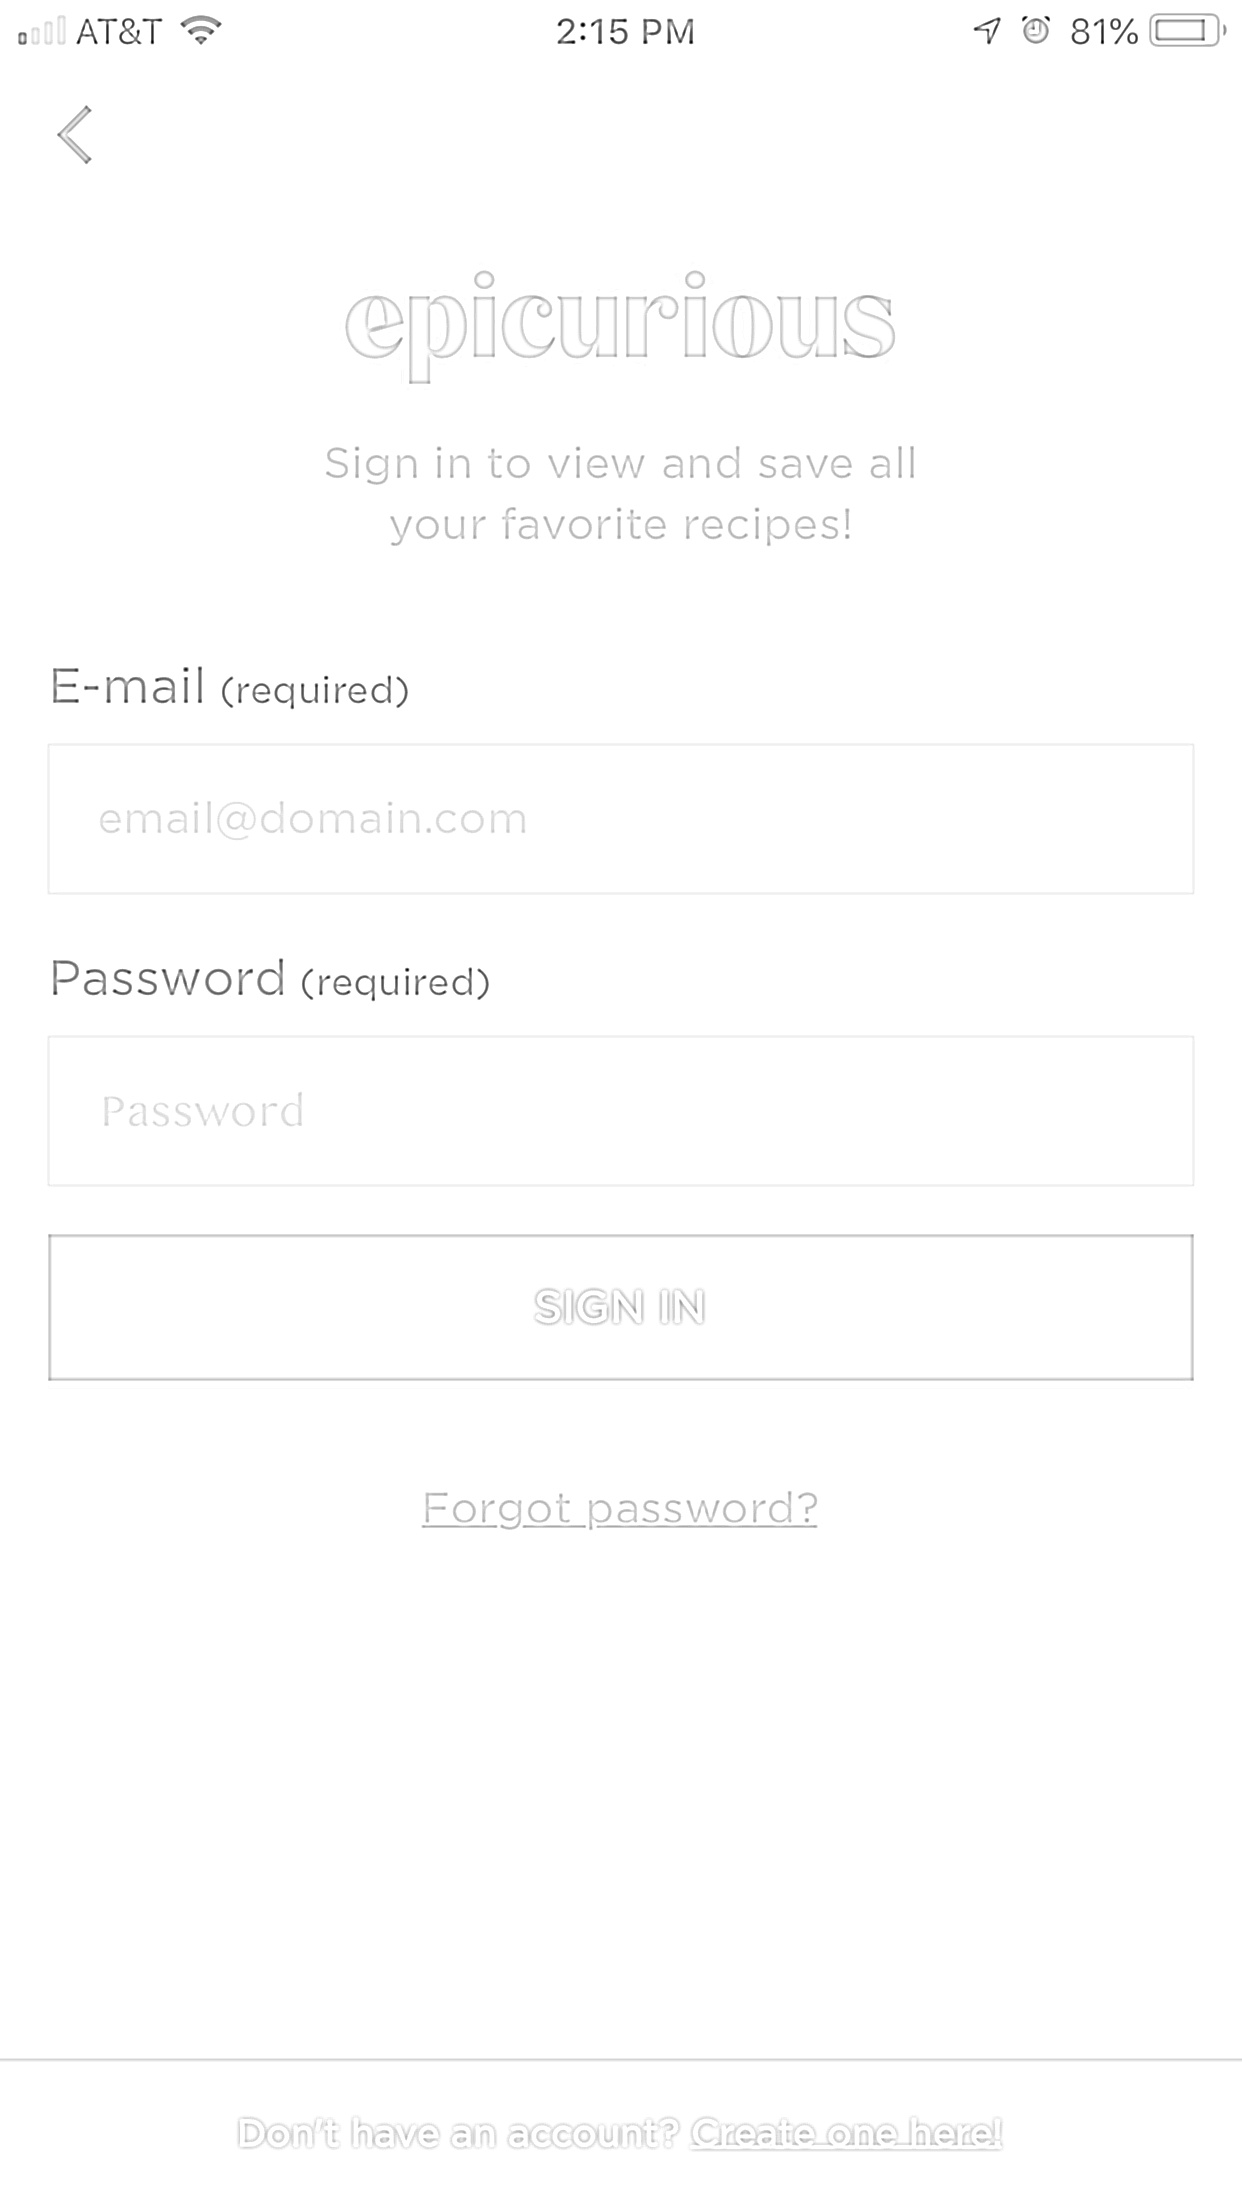 AT&T 2:15 PM 81%
epicurious
Sign in to view and save all
your favorite recipes!
E-mail (required)
email@domain.com
Password (required)
Password
SIGN IN
Forgot password?
Don't have an account? Create one here!